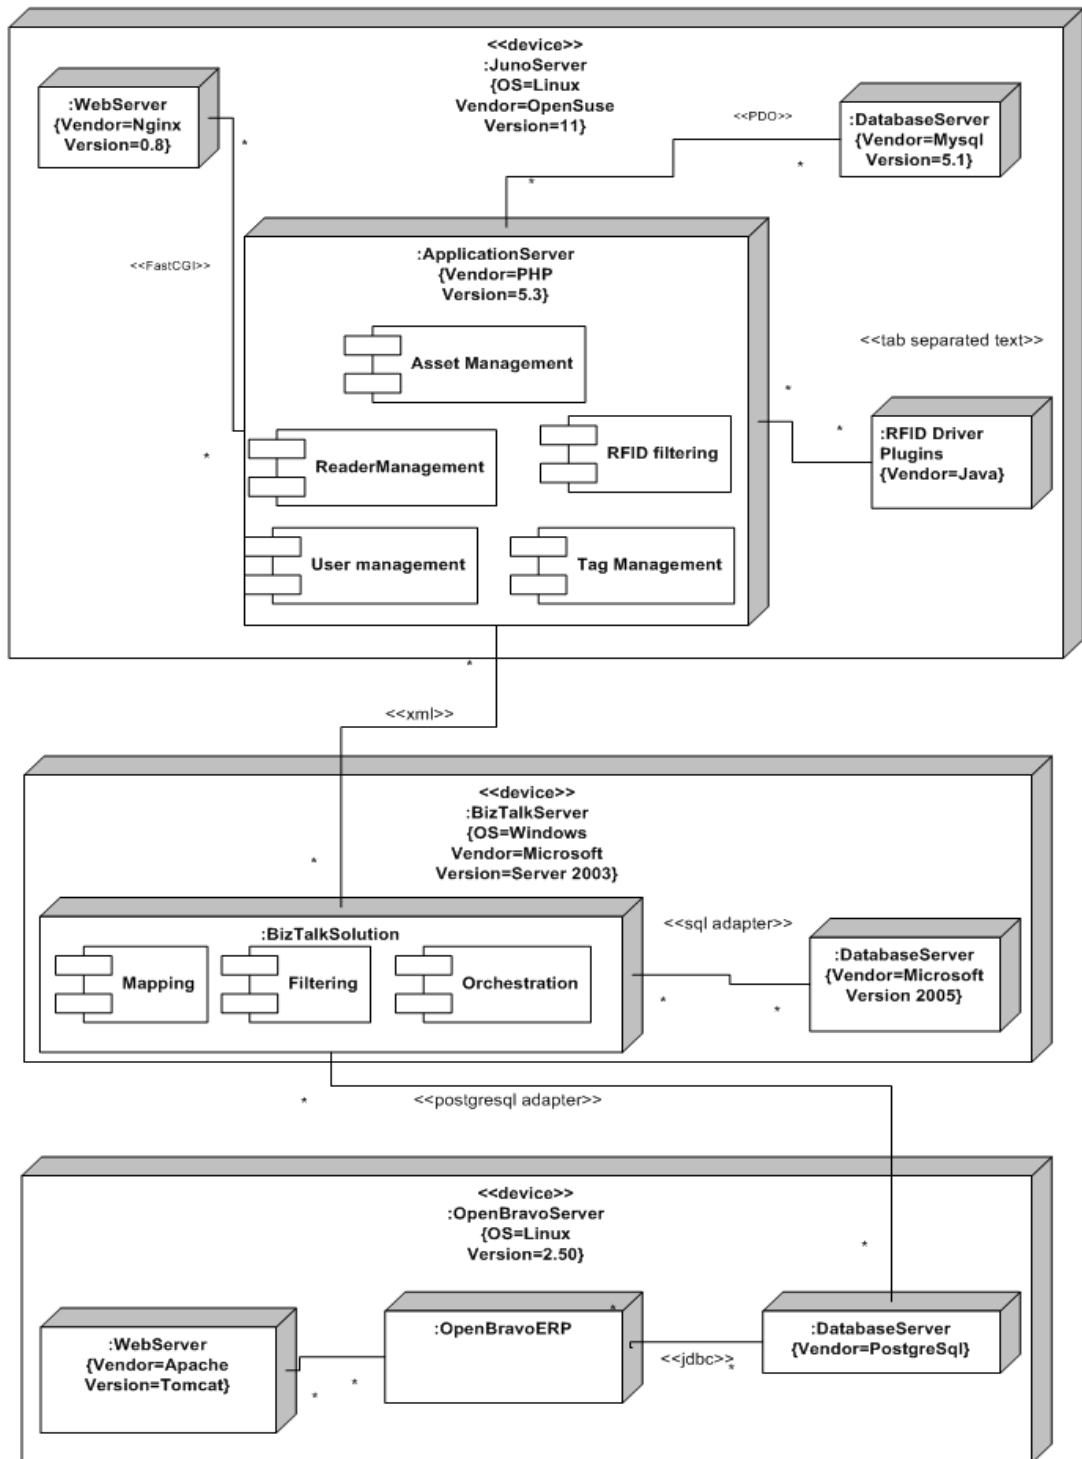 <<device>>
:JunoServer
{OS=Linux
Vendor=OpenSuse
Version=11}
:WebServer
{Vendor=Nginx
Version=0.8}
*
<<PDO>>
:DatabaseServer
{Vendor=Mysql
Version=5.1}
*
*
:ApplicationServer
{Vendor=PHP
Version=5.3}
<<FastCGI>>
<<tab separated text>>
Asset Management
*
*
:RFID Driver
Plugins
{Vendor=Java}
*
ReaderManagement
RFID filtering
User management
Tag Management
*
<<xml>>
<<device>>
:BizTalkServer
{OS=Windows
Vendor=Microsoft
Version=Server 2003}
*
:BizTalkSolution
<<sql adapter>>
Mapping
Filtering
Orchestration
:DatabaseServer
{Vendor=Microsoft
Version 2005}
*
*
*
<<postgresql adapter>>
<<device>>
:OpenBravoServer
{OS=Linux
Version=2.50}
*
*
:WebServer
{Vendor=Apache
Version=Tomcat}
:OpenBravoERP
:DatabaseServer
{Vendor=PostgreSql}
<<jdbc>>
*
*
*